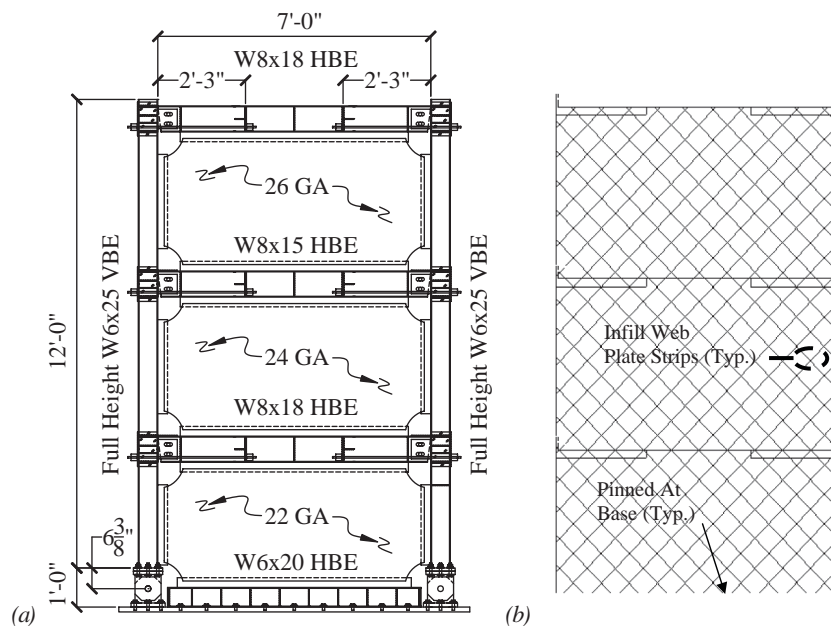 7'-0"
W8x18 HBE
2'-3" 2'-3"
26 GA
W8x15 HBE
Full Height W6x25 VBE
Full Height W6x25 VBE
12'-0"
24 GA
W8x18 HBE
22 GA
W6x20 HBE
6 3/8"
1'-0"
(a)
Infill Web
Plate Strips (Typ.)
Pinned At
Base (Typ.)
(b)